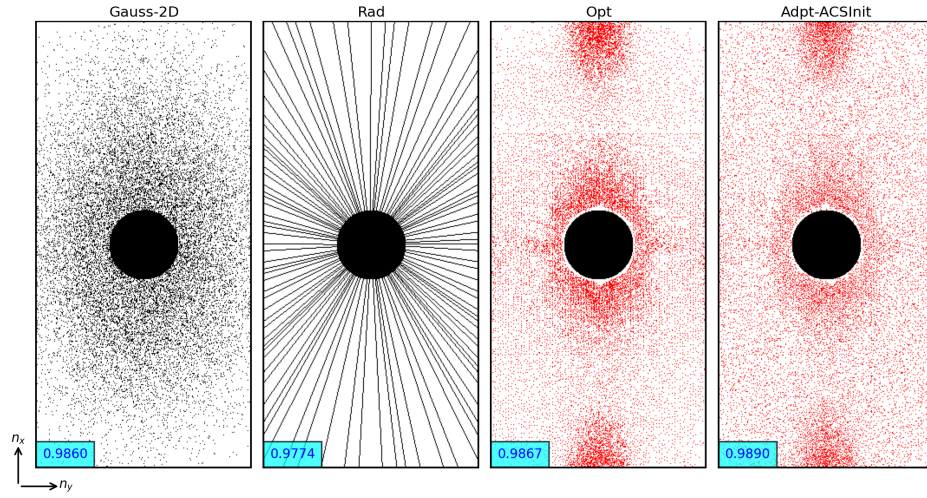 Gauss-2D
Rad
Opt
Adpt-ACSInit
0.9860
0.9774
0.9867
0.9890
n_x
n_y